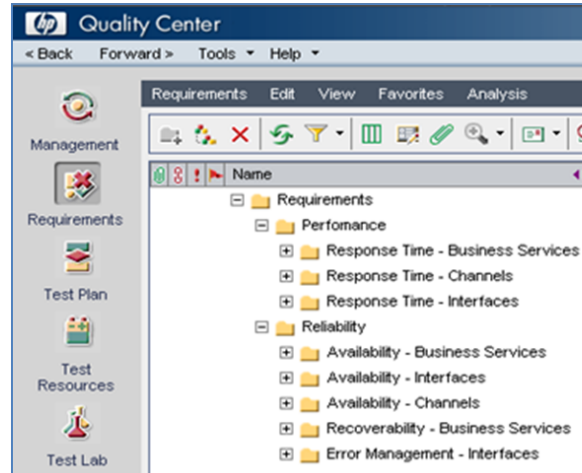 hp Quality Center
< Back Forward > Tools Help
Requirements Edit View Favorites Analysis
Management
Name
Requirements
Requirements
Perfomance
Response Time - Business Services
Response Time - Channels
Response Time - Interfaces
Test Plan
Reliability
Availability - Business Services
Test
Resources
Availability - Interfaces
Availability - Channels
Recoverability - Business Services
Test Lab
Error Management - Interfaces